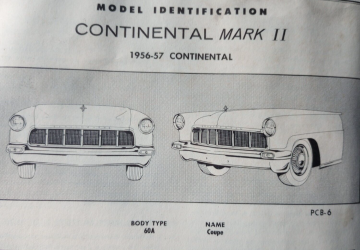 MODEL IDENTIFICATION
CONTINENTAL MARK II
1956-57 CONTINENTAL
PCB-6
BODY TYPE NAME
60A Coupe